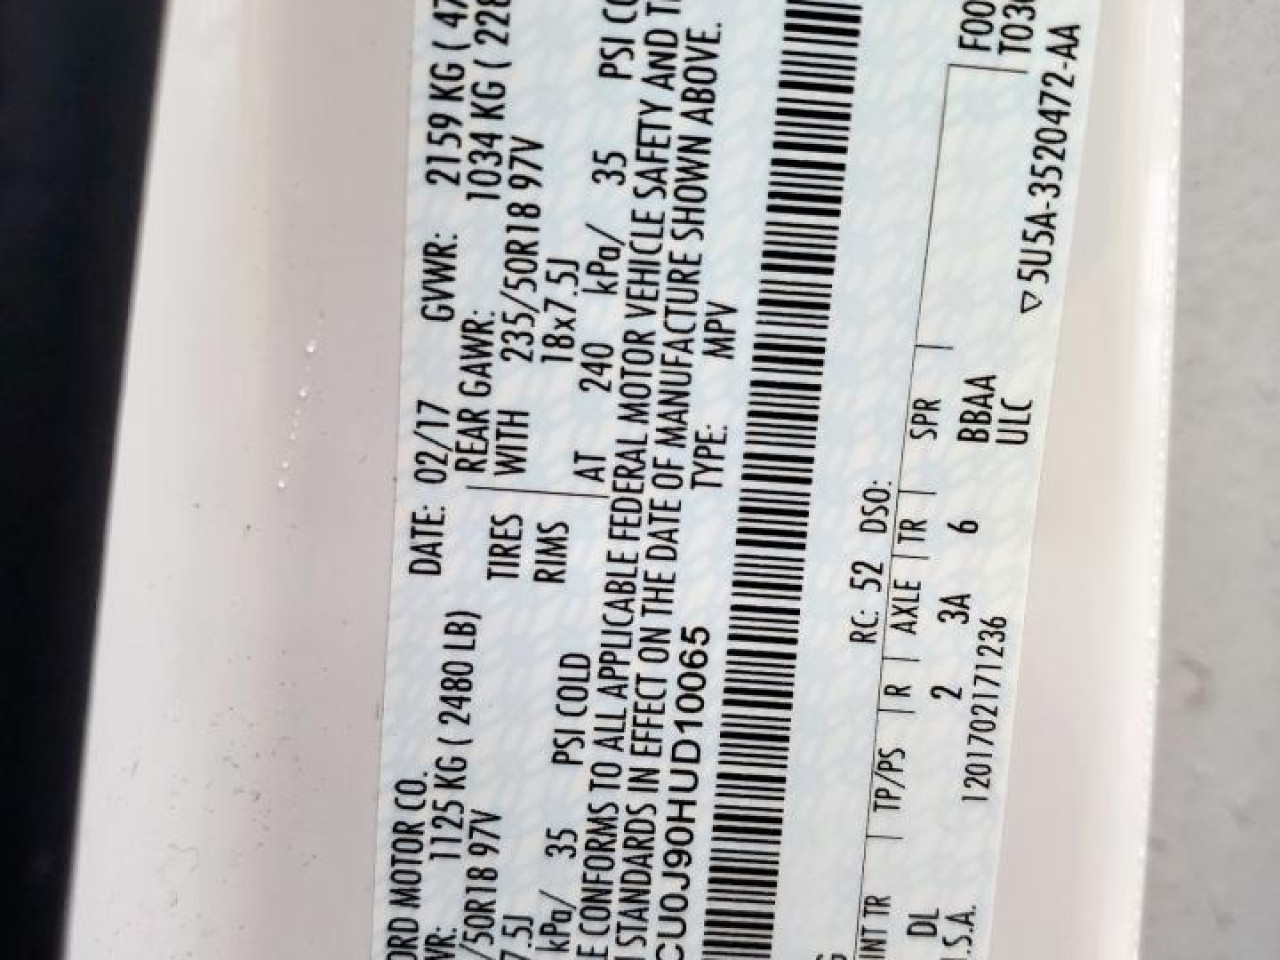 ORD MOTOR CO. DATE: 02/17 GVWR: 2159 KG ( 47
WR: 1125 KG ( 2480 LB) REAR GAWR: 1034 KG ( 228
/50R18 97V TIRES WITH 235/50R18 97V
7.5J RIMS 18x7.5J
kPa/ 35 PSI COLD AT 240 kPa/ 35 PSI CO
E CONFORMS TO ALL APPLICABLE FEDERAL MOTOR VEHICLE SAFETY AND T
STANDARDS IN EFFECT ON THE DATE OF MANUFACTURE SHOWN ABOVE.
CU0J90HUD10065 TYPE: MPV
RC: 52 DSO:
INT TR TP/PS R AXLE TR SPR F00
DL 2 3A 6 BBAA T03
.S.A. 1201702171236 ULC
▽5U5A-3520472-AA